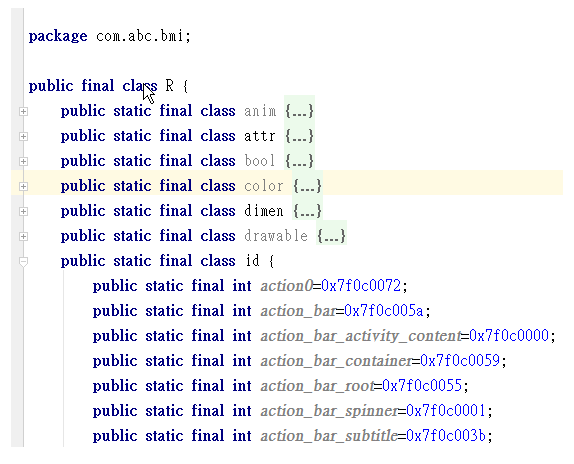 package com.abc.bmi;
public final class R {
public static final class anim {...}
public static final class attr {...}
public static final class bool {...}
public static final class color {...}
public static final class dimen {...}
public static final class drawable {...}
public static final class id {
public static final int action0=0x7f0c0072;
public static final int action_bar=0x7f0c005a;
public static final int action_bar_activity_content=0x7f0c0000;
public static final int action_bar_container=0x7f0c0059;
public static final int action_bar_root=0x7f0c0055;
public static final int action_bar_spinner=0x7f0c0001;
public static final int action_bar_subtitle=0x7f0c003b;